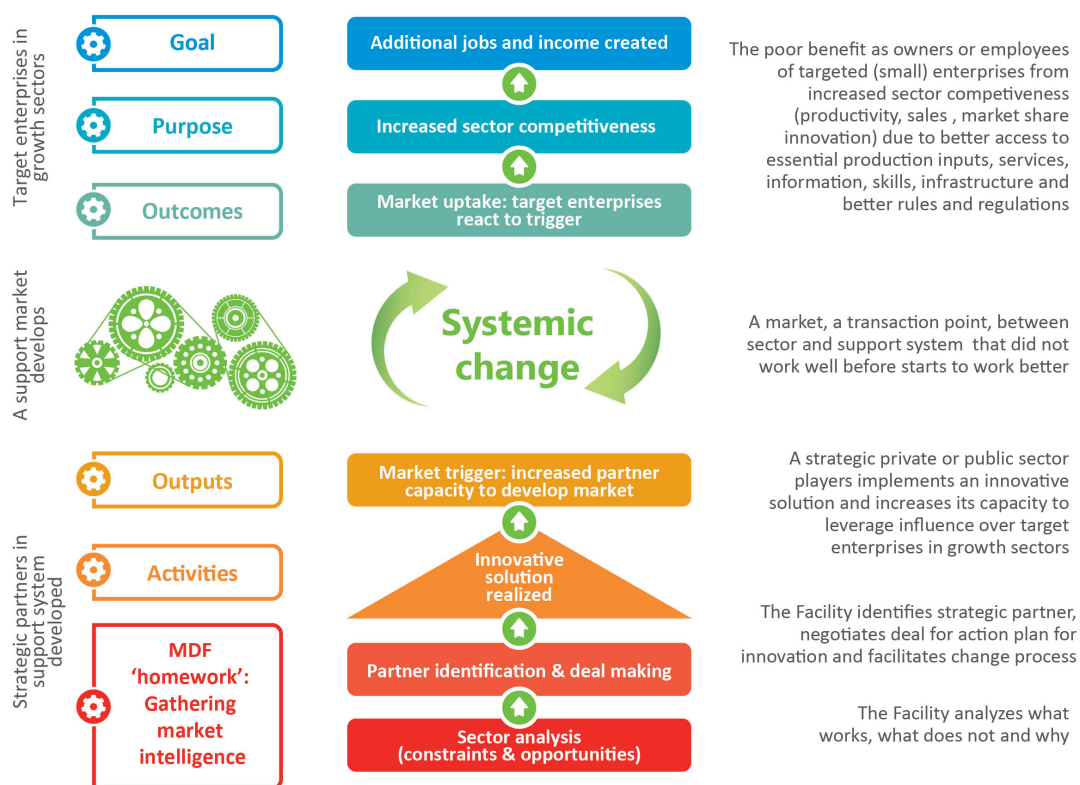 Target enterprises in
growth sectors
Goal
Additional jobs and income created
Purpose
Increased sector competitiveness
Outcomes
Market uptake: target enterprises
react to trigger
The poor benefit as owners or employees
of targeted (small) enterprises from
increased sector competiveness
(productivity, sales , market share
innovation) due to better access to
essential production inputs, services,
information, skills, infrastructure and
better rules and regulations
A support market
develops
Systemic
change
A market, a transaction point, between
sector and support system that did not
work well before starts to work better
Strategic partners in
support system
developed
Outputs
Market trigger: increased partner
capacity to develop market
A strategic private or public sector
players implements an innovative
solution and increases its capacity to
leverage influence over target
enterprises in growth sectors
Activities
Innovative
solution
realized
The Facility identifies strategic partner,
negotiates deal for action plan for
innovation and facilitates change process
MDF
‘homework’:
Gathering
market
intelligence
Partner identification & deal making
Sector analysis
(constraints & opportunities)
The Facility analyzes what
works, what does not and why